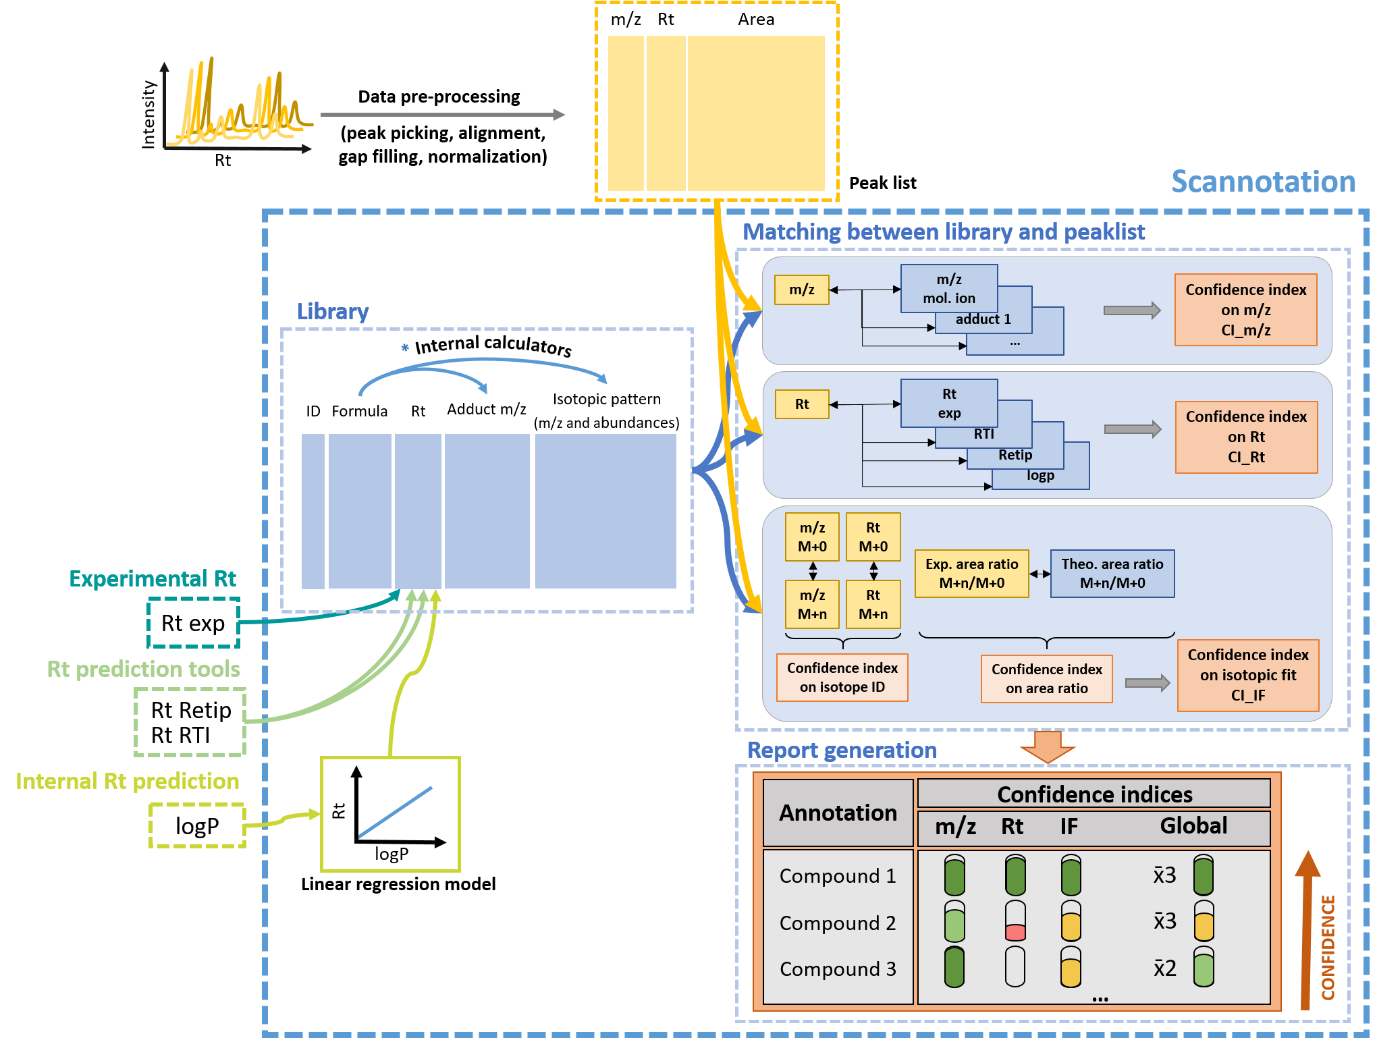 m/z Rt Area
Intensity
Rt
Data pre-processing
(peak picking, alignment,
gap filling, normalization)
Peak list
Scannotation
Matching between library and peaklist
m/z
m/z
mol. ion
adduct 1
...
Confidence index
on m/z
CI_m/z
Rt
Rt
exp
RTI
Retip
logp
Confidence index
on Rt
CI_Rt
m/z
M+0
Rt
M+0
m/z
M+n
Rt
M+n
Exp. area ratio
M+n/M+0
Theo. area ratio
M+n/M+0
Confidence index
on isotope ID
Confidence index
on area ratio
Confidence index
on isotopic fit
CI_IF
Library
* Internal calculators
ID Formula Rt Adduct m/z
Isotopic pattern
(m/z and abundances)
Experimental Rt
Rt exp
Rt prediction tools
Rt Retip
Rt RTI
Internal Rt prediction
logP
Rt
logP
Linear regression model
Report generation
Annotation
Confidence indices
m/z Rt IF Global
Compound 1 x̄3
Compound 2 x̄3
Compound 3 x̄2
...
CONFIDENCE